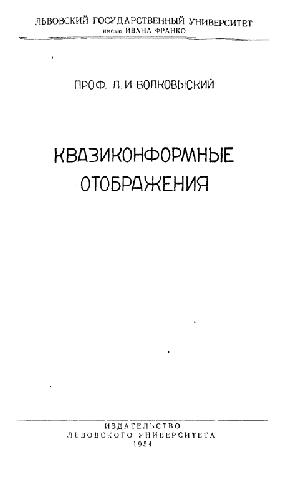 ЛЬВОВСКИЙ ГОСУДАРСТВЕННЫЙ УНИВЕРСИТЕТ
имени ИВАНА ФРАНКО
ПРОФ. Л. И ВОЛКОВЫСКИЙ
КВАЗИКОНФОРМНЫЕ
ОТОБРАЖЕНИЯ
ИЗДАТЕЛЬСТВО
ЛЬВОВСКОГО УНИВЕРСИТЕТА
1954